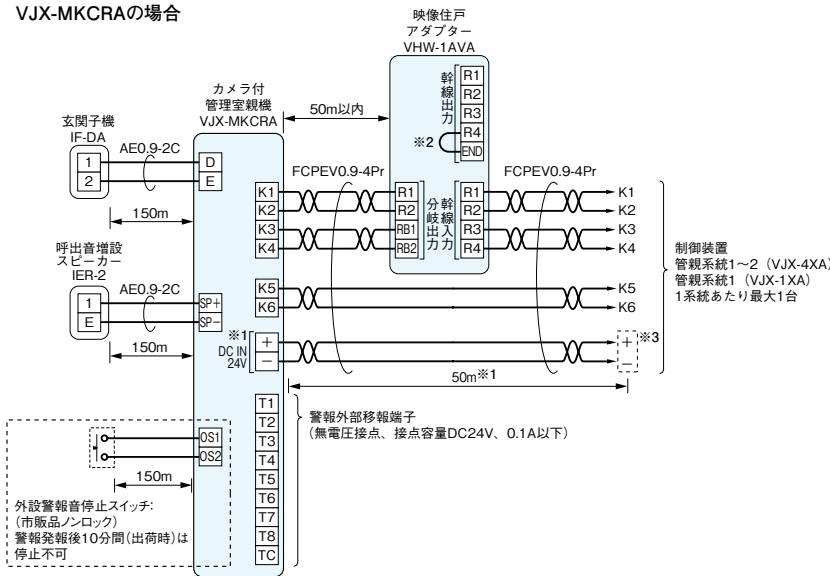 VJX-MKCRAの場合
映像住戸
アダプター
VHW-1AVA
幹線出力
R1
R2
R3
R4
END
※2
カメラ付
管理室親機
VJX-MKCRA
50m以内
玄関子機
IF-DA
AE0.9-2C
1
2
D
E
150m
FCPEV0.9-4Pr
FCPEV0.9-4Pr
K1
K2
K3
K4
R1
R2
RB1
RB2
分岐出力
幹線入力
R1
R2
R3
R4
K1
K2
K3
K4
呼出音増設
スピーカー
IER-2
AE0.9-2C
1
E
SP+
SP−
150m
K5
K6
K5
K6
制御装置
管親系統1～2（VJX-4XA）
管親系統1（VJX-1XA）
1系統あたり最大1台
※1
DC IN
24V
+
−
+
−
※3
50m※1
T1
T2
T3
T4
T5
T6
T7
T8
TC
警報外部移報端子
（無電圧接点、接点容量DC24V、0.1A以下）
OS1
OS2
150m
外設警報音停止スイッチ：
（市販品ノンロック）
警報発報後10分間（出荷時）は
停止不可